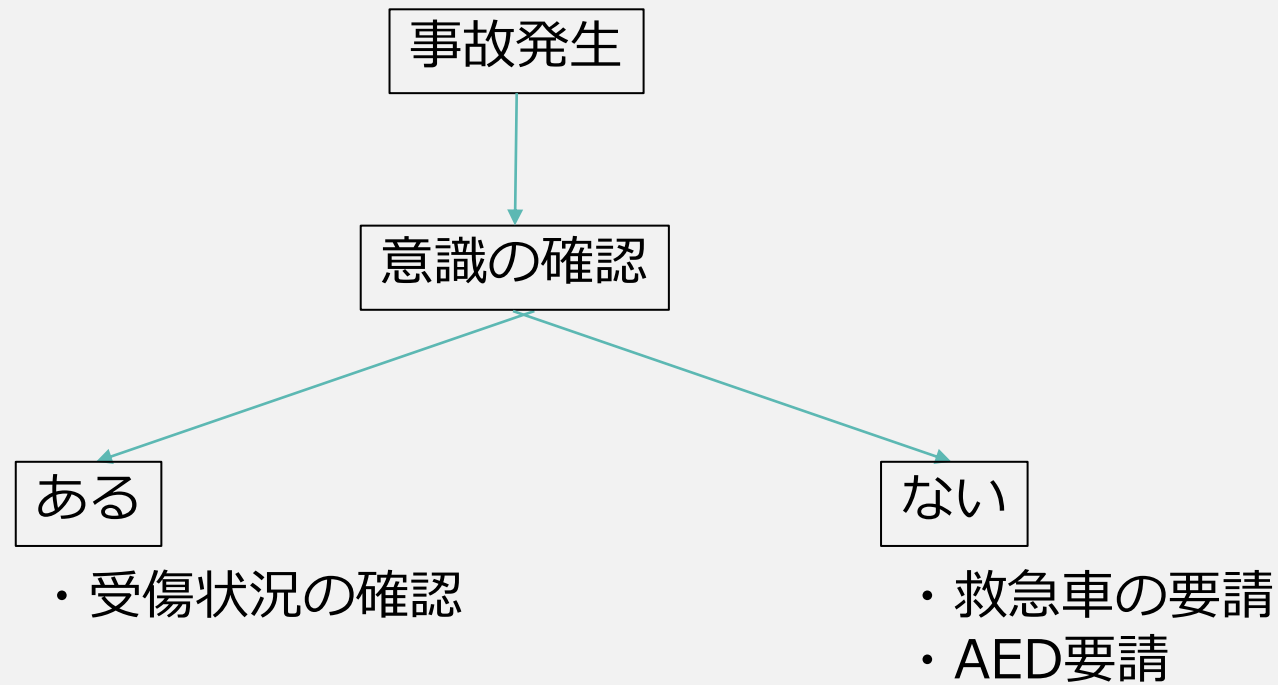 事故発生
意識の確認
ある
ない
・受傷状況の確認
・救急車の要請
・AED要請